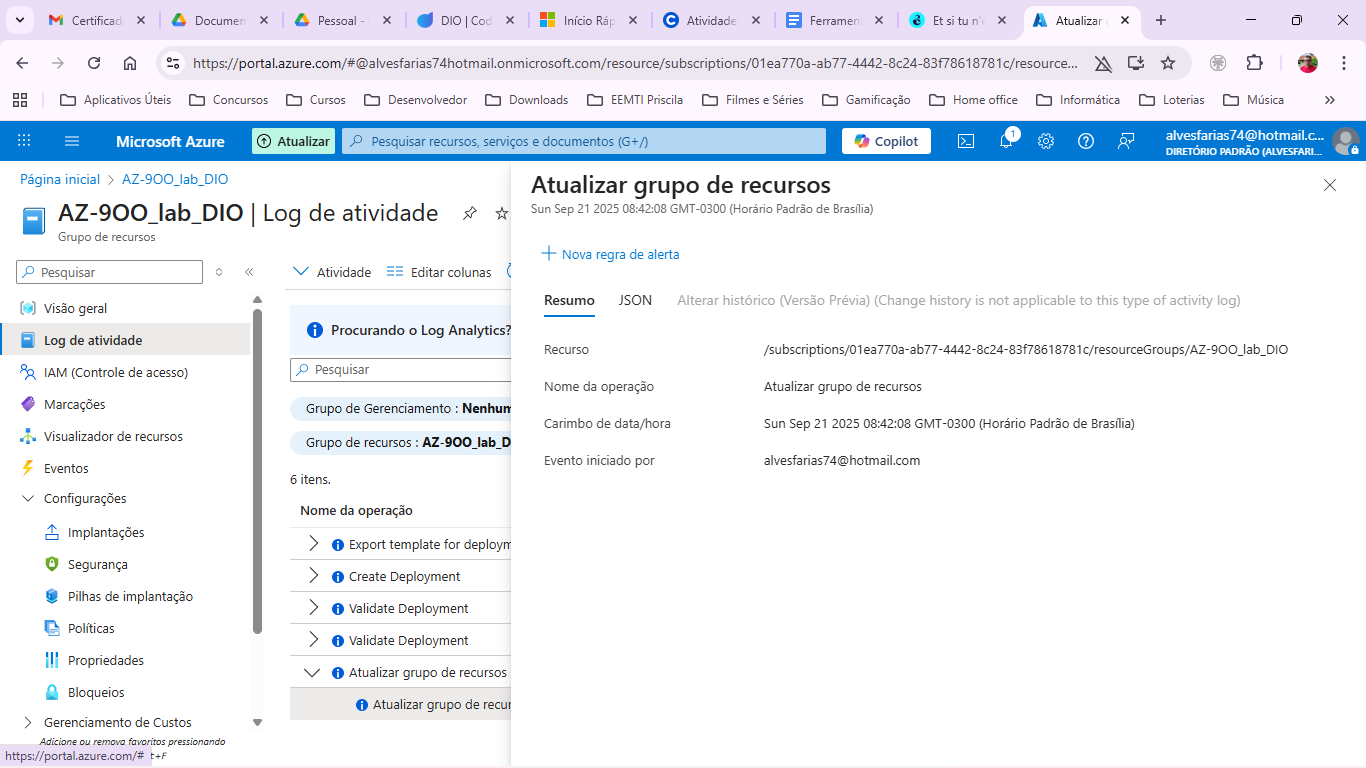 Certificad
Documen
Pessoal -
DIO | Cod
Início Ráp
Atividade
Ferrament
Et si tu n'e
Atualizar
https://portal.azure.com/#@alvesfarias74hotmail.onmicrosoft.com/resource/subscriptions/01ea770a-ab77-4442-8c24-83f78618781c/resource...
Aplicativos Úteis
Concursos
Cursos
Desenvolvedor
Downloads
EEMTI Priscila
Filmes e Séries
Gamificação
Home office
Informática
Loterias
Música
Microsoft Azure
Atualizar
Pesquisar recursos, serviços e documentos (G+/)
Copilot
1
alvesfarias74@hotmail.c...
DIRETÓRIO PADRÃO (ALVESFARI...
Página inicial > AZ-9OO_lab_DIO
AZ-9OO_lab_DIO | Log de atividade
Grupo de recursos
Pesquisar
Visão geral
Log de atividade
IAM (Controle de acesso)
Marcações
Visualizador de recursos
Eventos
Configurações
Implantações
Segurança
Pilhas de implantação
Políticas
Propriedades
Bloqueios
Gerenciamento de Custos
Adicione ou remova favoritos pressionando
t+F
https://portal.azure.com/#
Atividade
Editar colunas
Procurando o Log Analytics?
Pesquisar
Grupo de Gerenciamento : Nenhum
Grupo de recursos : AZ-9OO_lab_D
6 itens.
Nome da operação
Export template for deploym
Create Deployment
Validate Deployment
Validate Deployment
Atualizar grupo de recursos
Atualizar grupo de recur
Atualizar grupo de recursos
Sun Sep 21 2025 08:42:08 GMT-0300 (Horário Padrão de Brasília)
Nova regra de alerta
Resumo
JSON
Alterar histórico (Versão Prévia) (Change history is not applicable to this type of activity log)
Recurso
/subscriptions/01ea770a-ab77-4442-8c24-83f78618781c/resourceGroups/AZ-9OO_lab_DIO
Nome da operação
Atualizar grupo de recursos
Carimbo de data/hora
Sun Sep 21 2025 08:42:08 GMT-0300 (Horário Padrão de Brasília)
Evento iniciado por
alvesfarias74@hotmail.com